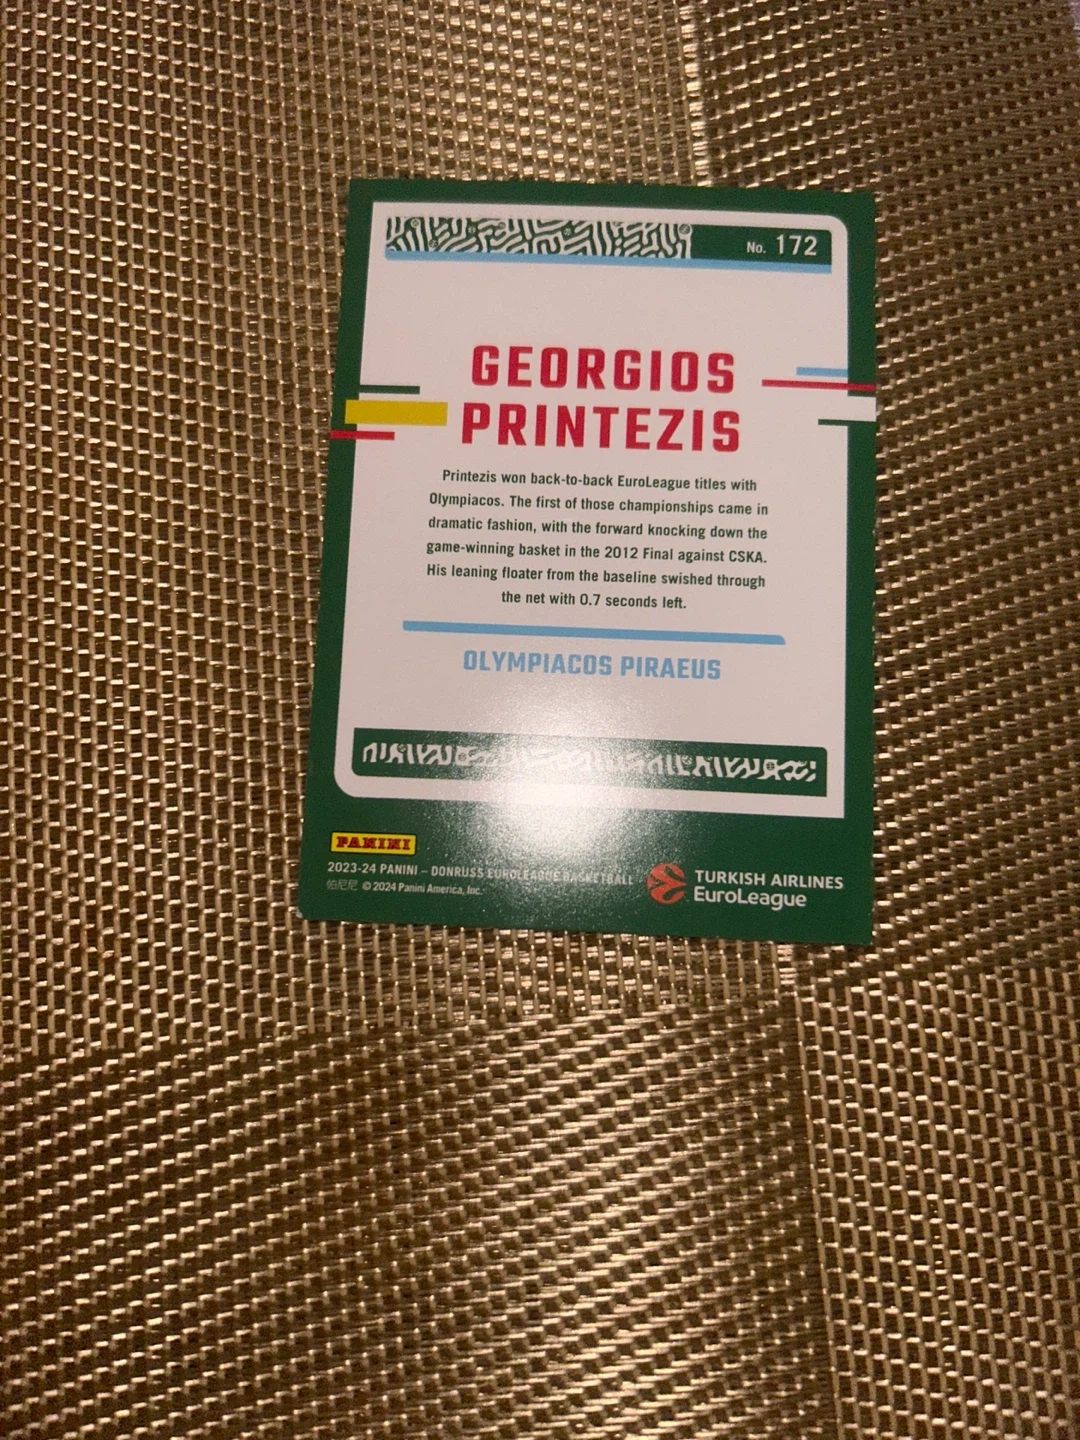 No. 172
GEORGIOS
PRINTEZIS
Printezis won back-to-back EuroLeague titles with
Olympiacos. The first of those championships came in
dramatic fashion, with the forward knocking down the
game-winning basket in the 2012 Final against CSKA.
His leaning floater from the baseline swished through
the net with 0.7 seconds left.
OLYMPIACOS PIRAEUS
PANINI
2023-24 PANINI – DONRUSS EUROLEAGUE BASKETBALL
帕尼尼 © 2024 Panini America, Inc.
TURKISH AIRLINES
EuroLeague